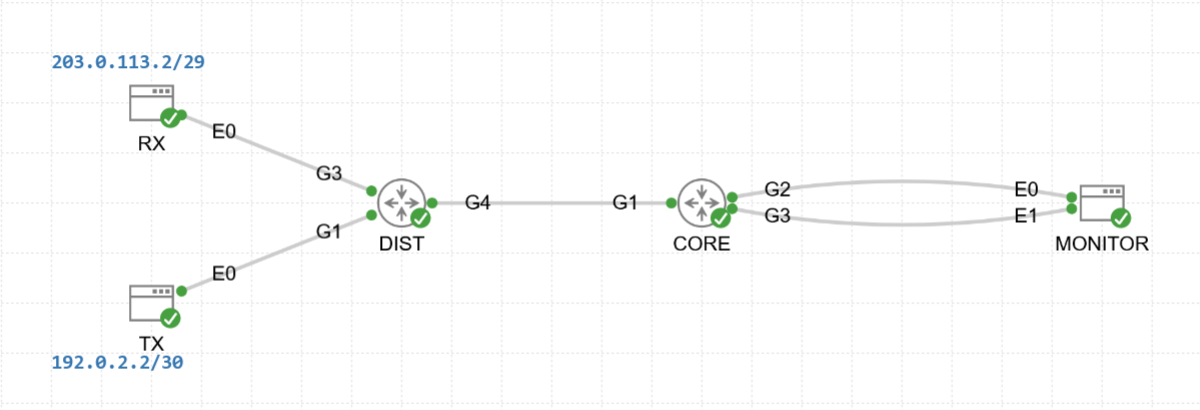 203.0.113.2/29
RX
E0
G3
G1
E0
TX
192.0.2.2/30
DIST
G4
G1
CORE
G2
G3
E0
E1
MONITOR